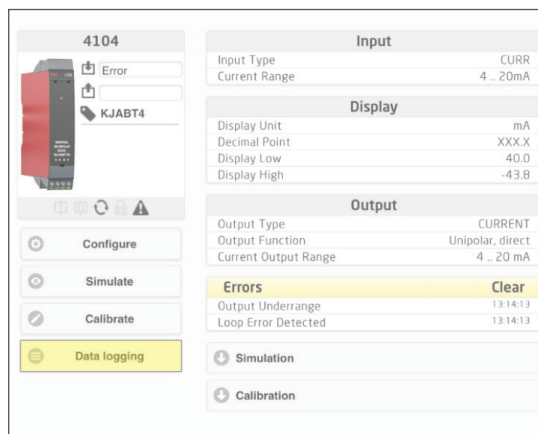 4104
Error
KJABT4
Configure
Simulate
Calibrate
Data logging
Input
Input Type CURR
Current Range 4 .. 20mA
Display
Display Unit mA
Decimal Point XXX.X
Display Low 40.0
Display High -43.8
Output
Output Type CURRENT
Output Function Unipolar, direct
Current Output Range 4 .. 20 mA
Errors Clear
Output Underrange 13:14:13
Loop Error Detected 13:14:13
Simulation
Calibration